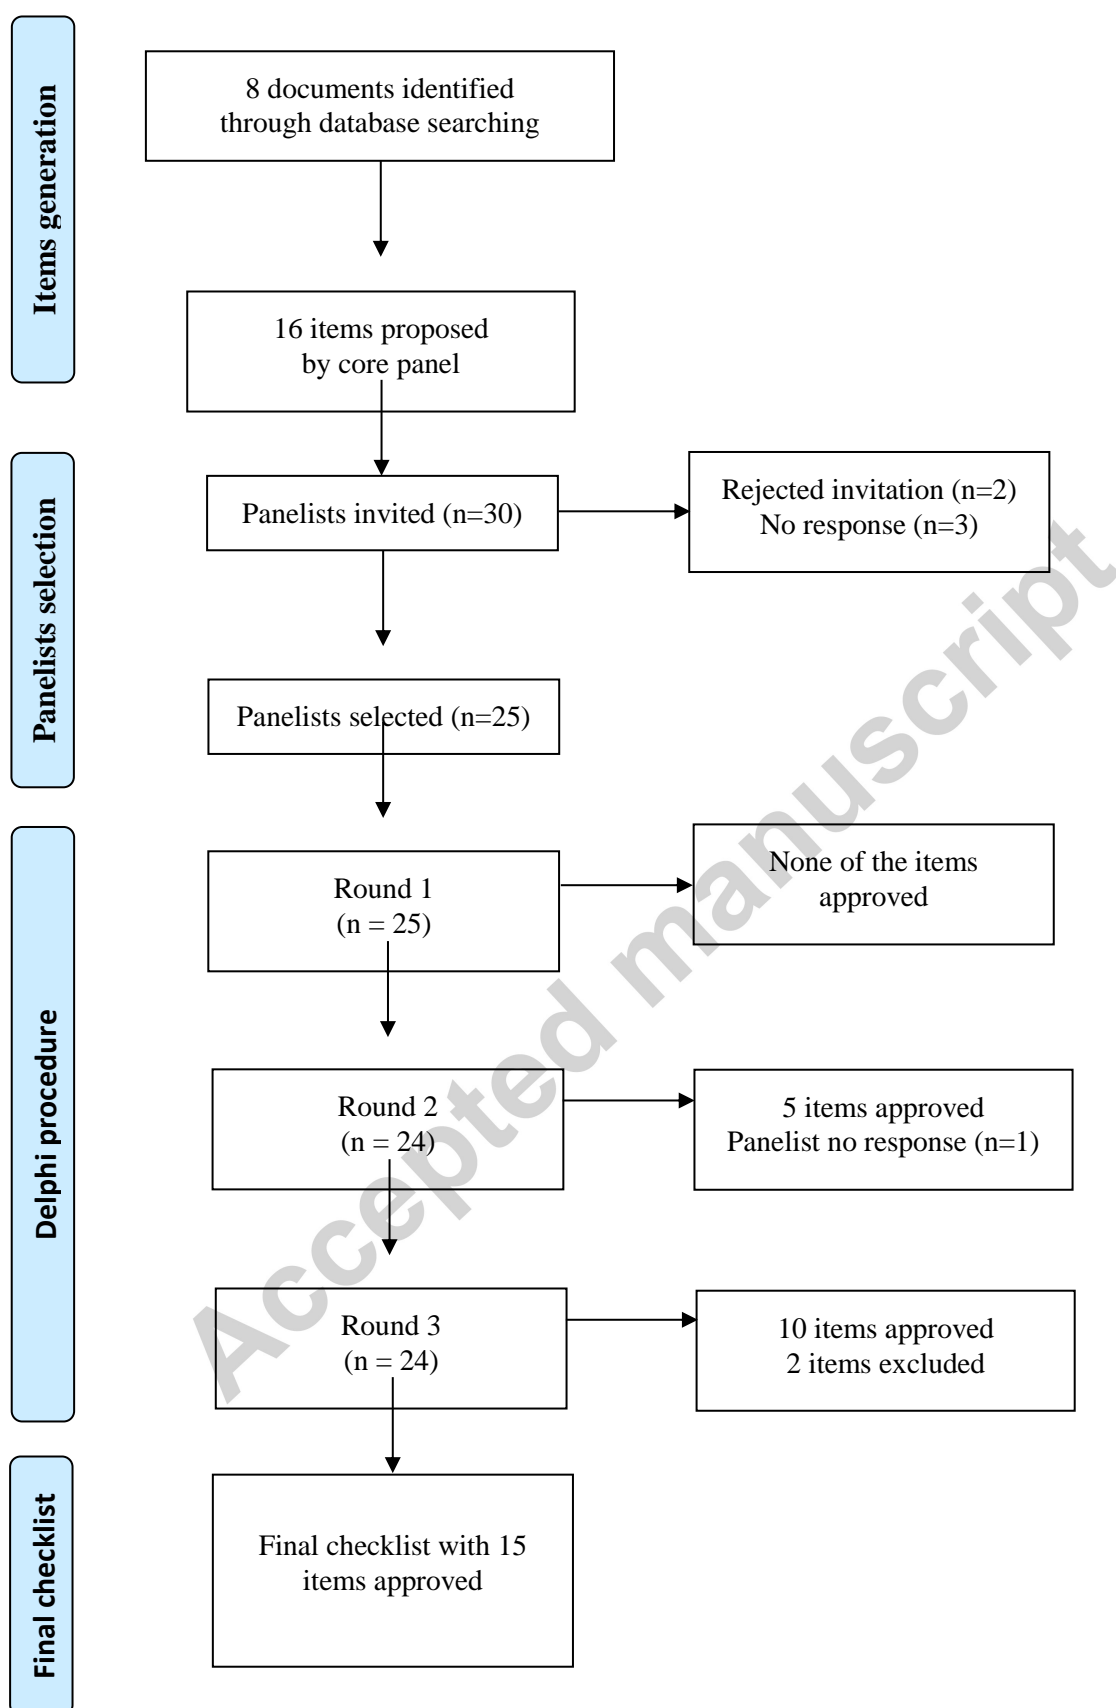 Items generation
8 documents identified
through database searching
16 items proposed
by core panel
Panelists selection
Panelists invited (n=30)
Rejected invitation (n=2)
No response (n=3)
Panelists selected (n=25)
Delphi procedure
Round 1
(n = 25)
None of the items
approved
Round 2
(n = 24)
5 items approved
Panelist no response (n=1)
Round 3
(n = 24)
10 items approved
2 items excluded
Final checklist
Final checklist with 15
items approved
Accepted manuscript